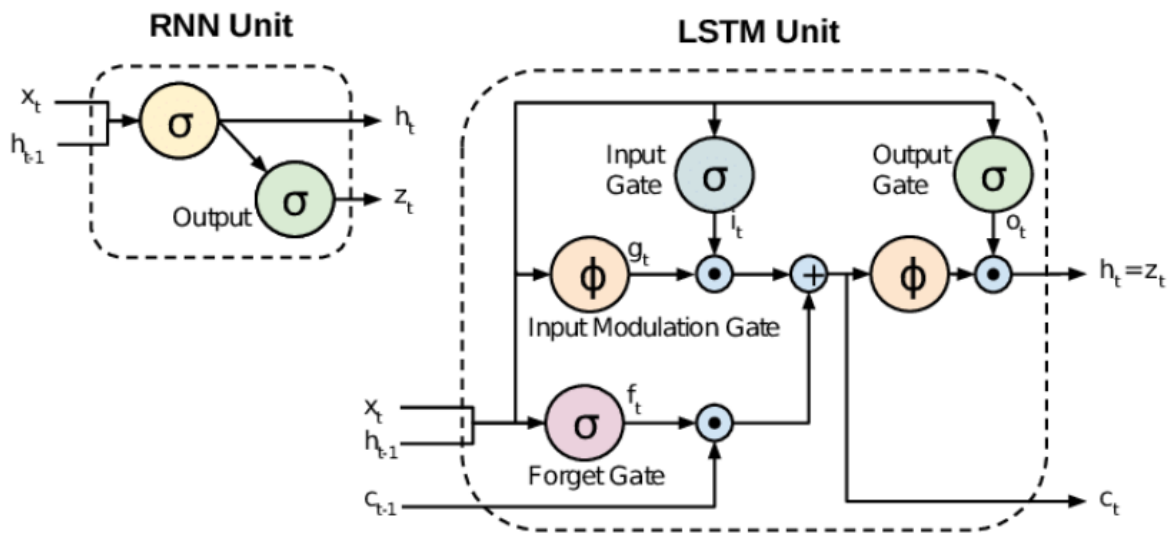 RNN Unit
x_t
h_t-1
σ
h_t
σ
Output
z_t
LSTM Unit
Input
Gate
σ
i_t
Output
Gate
σ
o_t
g_t
ϕ
Input Modulation Gate
+
ϕ
h_t=z_t
x_t
h_t-1
f_t
σ
Forget Gate
c_t-1
c_t